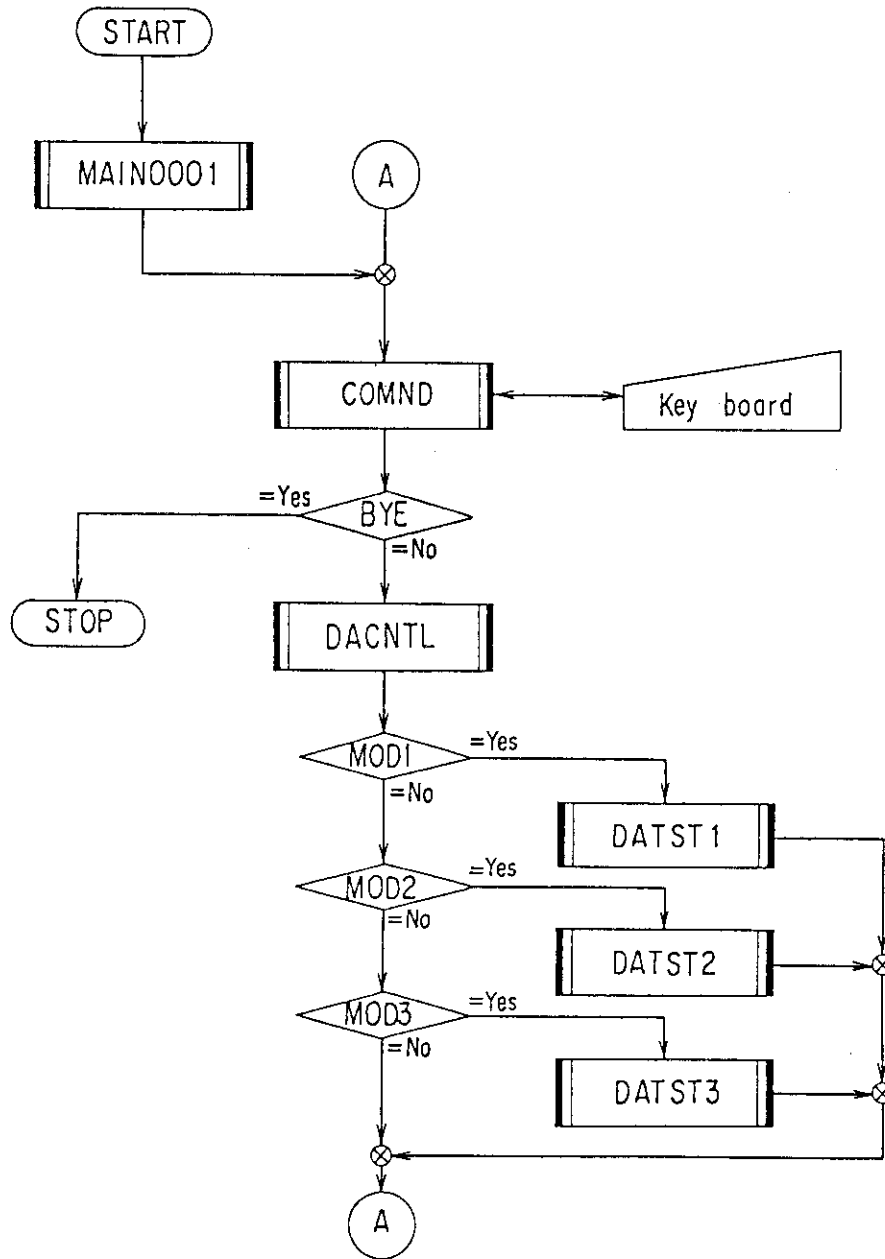 START
MAIN0001
A
COMND
Key board
=Yes
BYE
=No
STOP
DACNTL
MOD1
=Yes
=No
DATST1
MOD2
=Yes
=No
DATST2
MOD3
=Yes
=No
DATST3
A